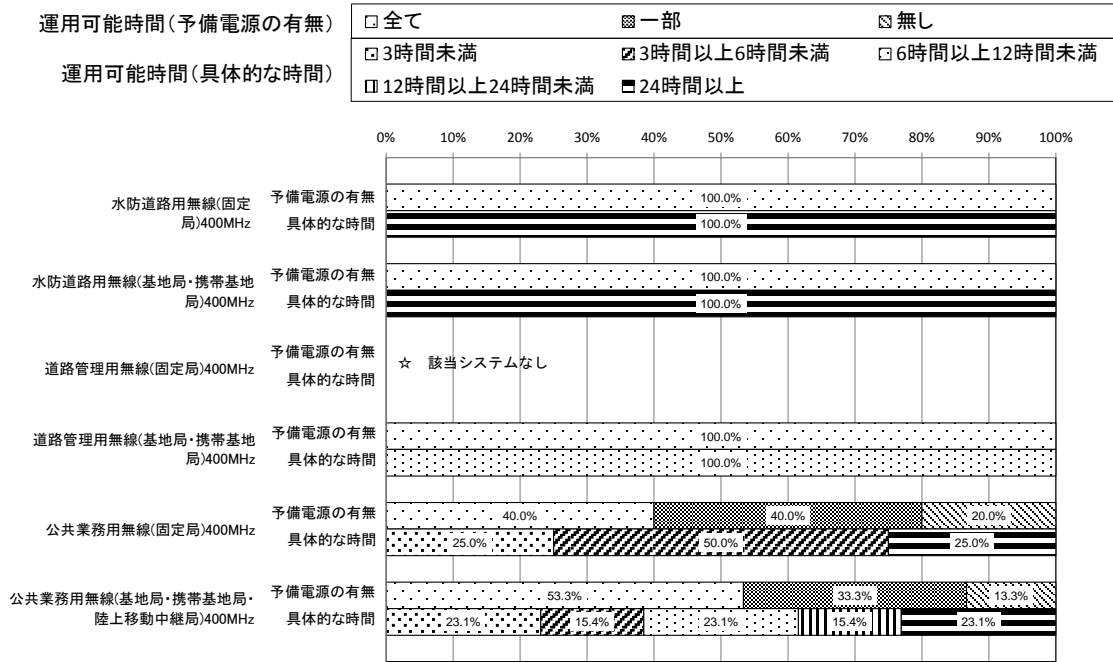 運用可能時間(予備電源の有無)
全て 一部 無し
運用可能時間(具体的な時間)
3時間未満 3時間以上6時間未満 6時間以上12時間未満
12時間以上24時間未満 24時間以上
0% 10% 20% 30% 40% 50% 60% 70% 80% 90% 100%
水防道路用無線(固定
局)400MHz
予備電源の有無
100.0%
具体的な時間
100.0%
水防道路用無線(基地局・携帯基地
局)400MHz
予備電源の有無
100.0%
具体的な時間
100.0%
道路管理用無線(固定局)400MHz
予備電源の有無
具体的な時間
☆ 該当システムなし
道路管理用無線(基地局・携帯基地
局)400MHz
予備電源の有無
100.0%
具体的な時間
100.0%
公共業務用無線(固定局)400MHz
予備電源の有無
40.0% 40.0% 20.0%
具体的な時間
25.0% 50.0% 25.0%
公共業務用無線(基地局・携帯基地局・
陸上移動中継局)400MHz
予備電源の有無
53.3% 33.3% 13.3%
具体的な時間
23.1% 15.4% 23.1% 15.4% 23.1%